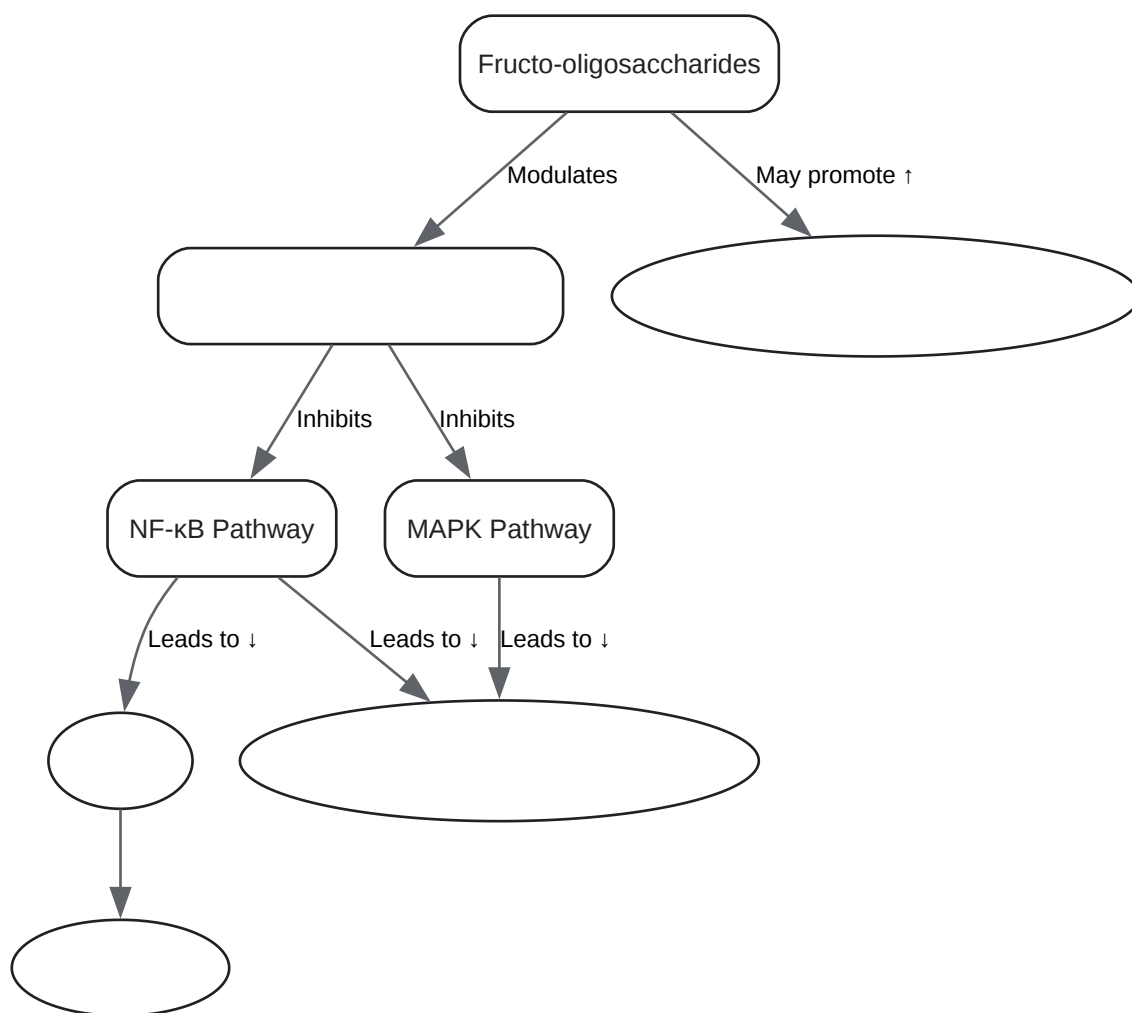 Fructo-oligosaccharides
Modulates
May promote ↑
Inhibits
Inhibits
NF-κB Pathway
MAPK Pathway
Leads to ↓
Leads to ↓
Leads to ↓